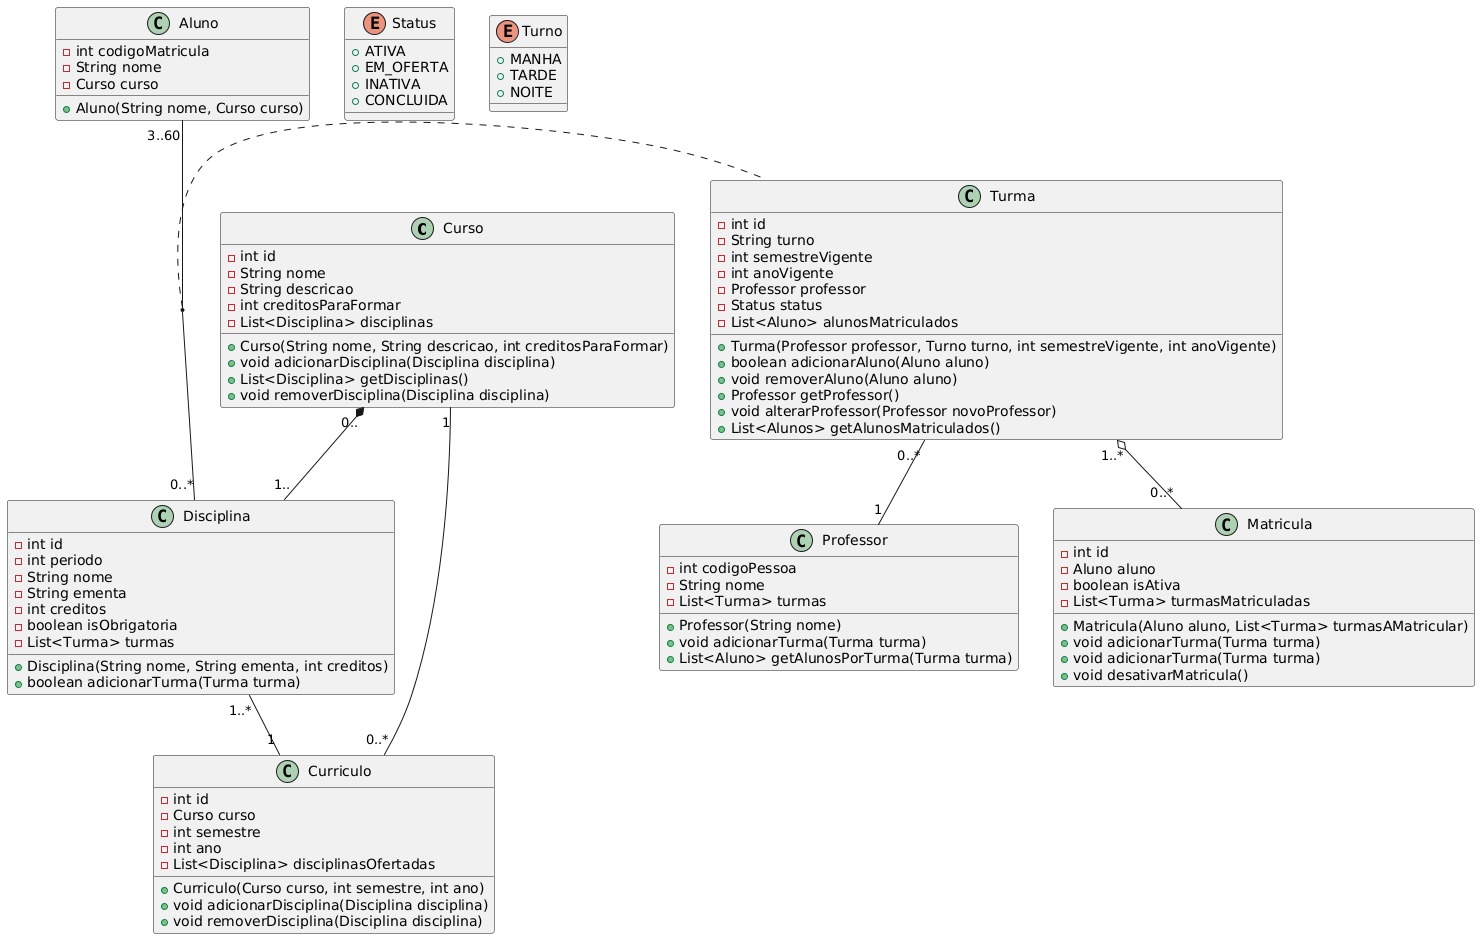 C Aluno
int codigoMatricula
String nome
Curso curso
Aluno(String nome, Curso curso)
E Status
ATIVA
EM_OFERTA
INATIVA
CONCLUIDA
E Turno
MANHA
TARDE
NOITE
3..60
C Curso
int id
String nome
String descricao
int creditosParaFormar
List<Disciplina> disciplinas
Curso(String nome, String descricao, int creditosParaFormar)
void adicionarDisciplina(Disciplina disciplina)
List<Disciplina> getDisciplinas()
void removerDisciplina(Disciplina disciplina)
C Turma
int id
String turno
int semestreVigente
int anoVigente
Professor professor
Status status
List<Aluno> alunosMatriculados
Turma(Professor professor, Turno turno, int semestreVigente, int anoVigente)
boolean adicionarAluno(Aluno aluno)
void removerAluno(Aluno aluno)
Professor getProfessor()
void alterarProfessor(Professor novoProfessor)
List<Alunos> getAlunosMatriculados()
0..
1
0..*
1..*
0..*
1..
1
0..*
C Disciplina
int id
int periodo
String nome
String ementa
int creditos
boolean isObrigatoria
List<Turma> turmas
Disciplina(String nome, String ementa, int creditos)
boolean adicionarTurma(Turma turma)
C Professor
int codigoPessoa
String nome
List<Turma> turmas
Professor(String nome)
void adicionarTurma(Turma turma)
List<Aluno> getAlunosPorTurma(Turma turma)
C Matricula
int id
Aluno aluno
boolean isAtiva
List<Turma> turmasMatriculadas
Matricula(Aluno aluno, List<Turma> turmasAMatricular)
void adicionarTurma(Turma turma)
void adicionarTurma(Turma turma)
void desativarMatricula()
1..*
1
0..*
C Curriculo
int id
Curso curso
int semestre
int ano
List<Disciplina> disciplinasOfertadas
Curriculo(Curso curso, int semestre, int ano)
void adicionarDisciplina(Disciplina disciplina)
void removerDisciplina(Disciplina disciplina)